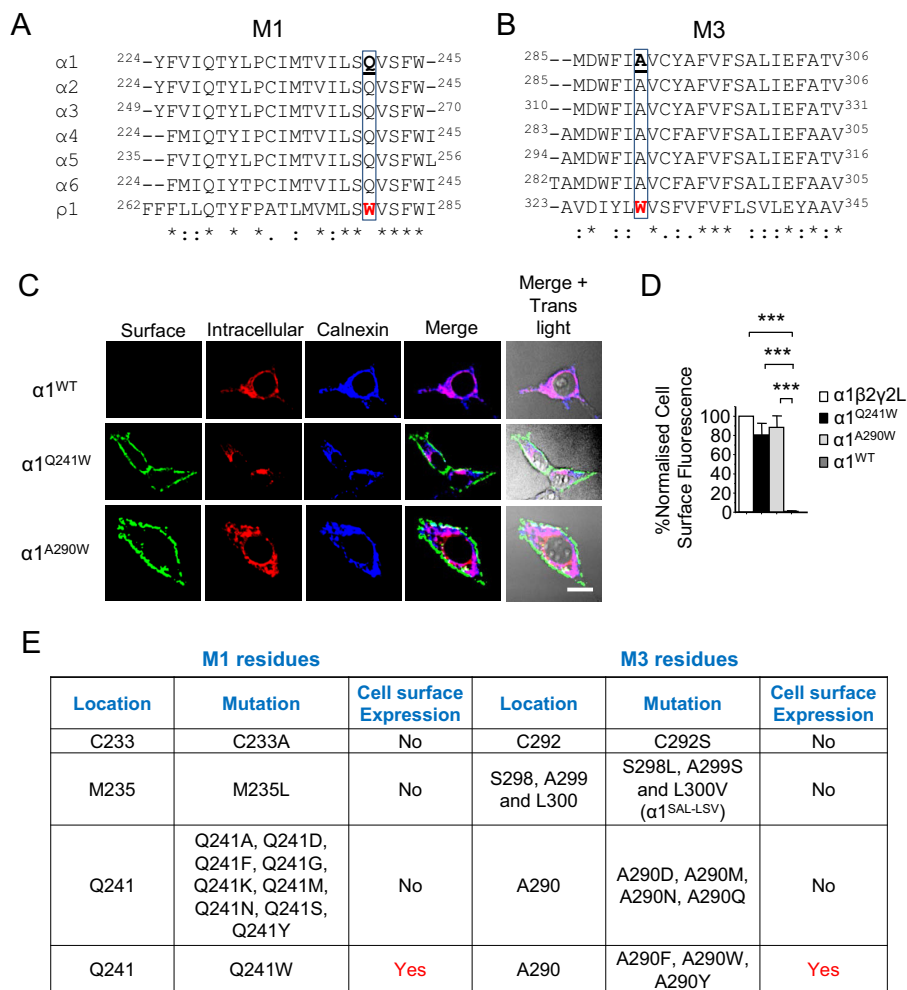 A
M1
α1 224-YFVIQTYLPCIMTVILSQVSFW-245
α2 224-YFVIQTYLPCIMTVILSQVSFW-245
α3 249-YFVIQTYLPCIMTVILSQVSFW-270
α4 224--FMIQTYIPCIMTVILSQVSFWI245
α5 235--FVIQTYLPCIMTVILSQVSFWL256
α6 224--FMIQIYTPCIMTVILSQVSFWI245
ρ1 262FFFLLQTYFPATLMVMLSWVSFWI285
*::**.* *. : *::** ****
B
M3
285--MDWFIAVCYAFVFSALIEFATV306
285--MDWFIAVCYAFVFSALIEFATV306
310--MDWFIAVCYAFVFSALIEFATV331
283-AMDWFIAVCFAFVFSALIEFAAV305
294-AMDWFIAVCYAFVFSALIEFAAV316
282TAMDWFIAVCYAFVFSALIEFAAV305
323-AVDIYLWVSFVFVFLSVLEYAAV345
:* :: *.:.*** :::*:*:*
C
Surface
Intracellular
Calnexin
Merge
Merge +
Trans
light
α1WT
α1Q241W
α1A290W
D
***
***
***
%Normalised Cell
Surface Fluorescence
100
80
60
40
20
0
α1β2γ2L
α1Q241W
α1A290W
α1WT
E
M1 residues
M3 residues
Location
Mutation
Cell surface
Expression
Location
Mutation
Cell surface
Expression
C233
C233A
No
C292
C292S
No
M235
M235L
No
S298, A299
and L300
S298L, A299S
and L300V
(α1SAL-LSV)
No
Q241
Q241A, Q241D,
Q241F, Q241G,
Q241K, Q241M,
Q241N, Q241S,
Q241Y
No
A290
A290D, A290M,
A290N, A290Q
No
Q241
Q241W
Yes
A290
A290F, A290W,
A290Y
Yes